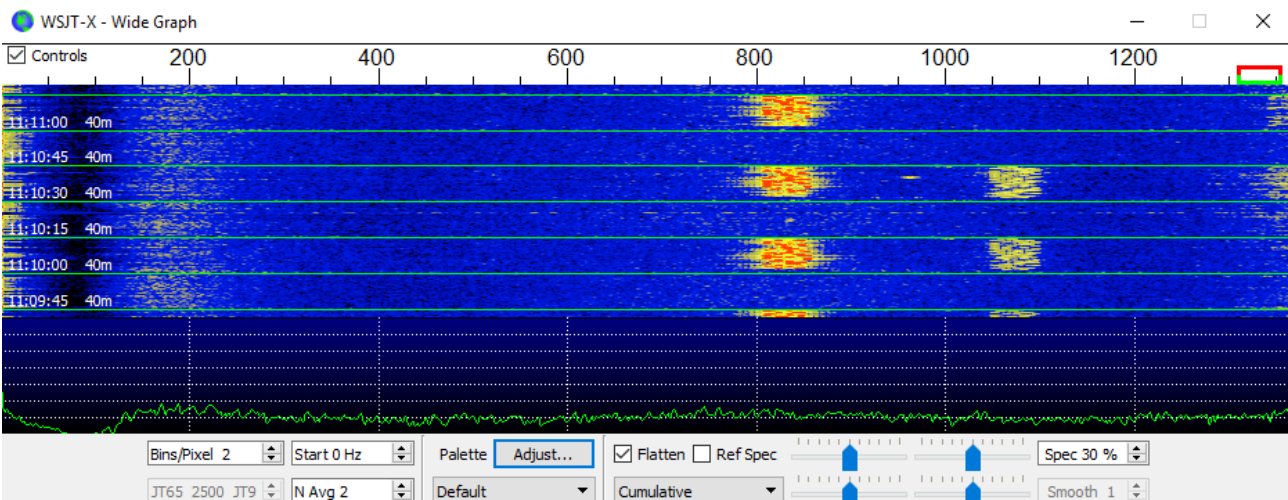 WSJT-X - Wide Graph
Controls 200 400 600 800 1000 1200
11:11:00 40m
11:10:45 40m
11:10:30 40m
11:10:15 40m
11:10:00 40m
11:09:45 40m
Bins/Pixel 2 Start 0 Hz Palette Adjust... Flatten Ref Spec Spec 30 %
JT65 2500 JT9 N Avg 2 Default Cumulative Smooth 1